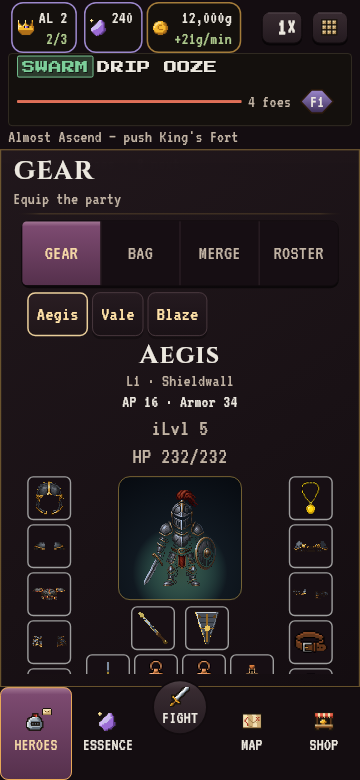 AL 2
2/3
240
12,000g
+21g/min
1X
SWARM DRIP OOZE
4 foes
F1
Almost Ascend – push King's Fort
GEAR
Equip the party
GEAR
BAG
MERGE
ROSTER
Aegis
Vale
Blaze
AEGIS
L1 · Shieldwall
AP 16 · Armor 34
iLvl 5
HP 232/232
HEROES
ESSENCE
FIGHT
MAP
SHOP